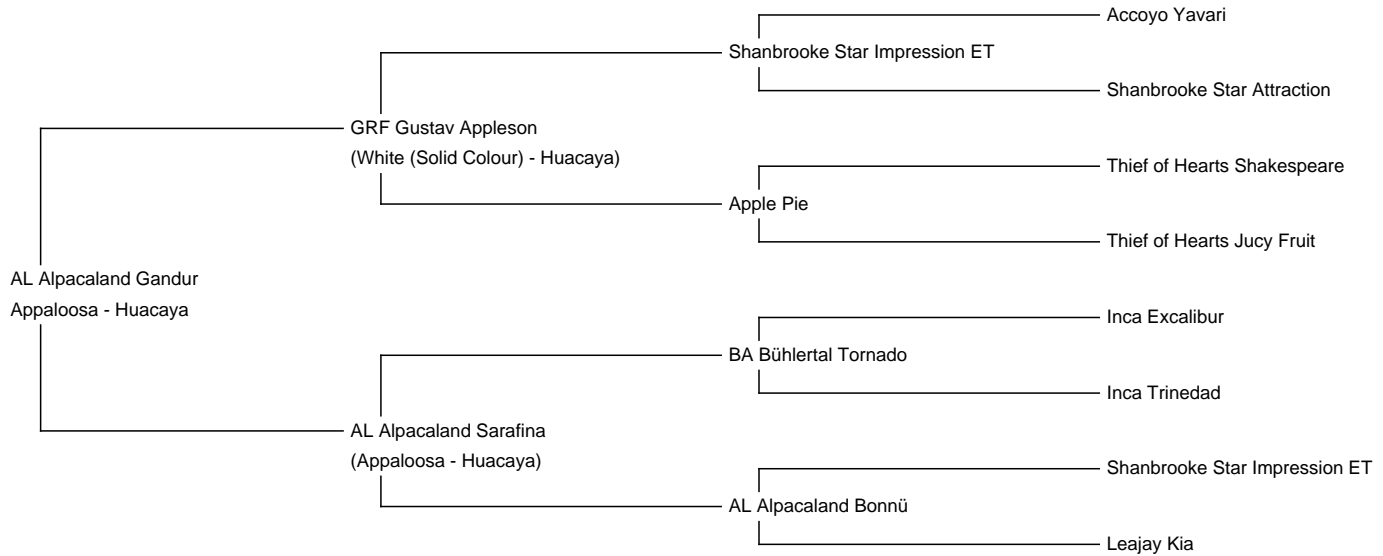 Accoyo Yavari
Shanbrooke Star Impression ET
Shanbrooke Star Attraction
GRF Gustav Appleson
(White (Solid Colour) - Huacaya)
Thief of Hearts Shakespeare
Apple Pie
Thief of Hearts Jucy Fruit
AL Alpacaland Gandur
Appaloosa - Huacaya
Inca Excalibur
BA Bühlertal Tornado
Inca Trinedad
AL Alpacaland Sarafina
(Appaloosa - Huacaya)
Shanbrooke Star Impression ET
AL Alpacaland Bonnü
Leajay Kia